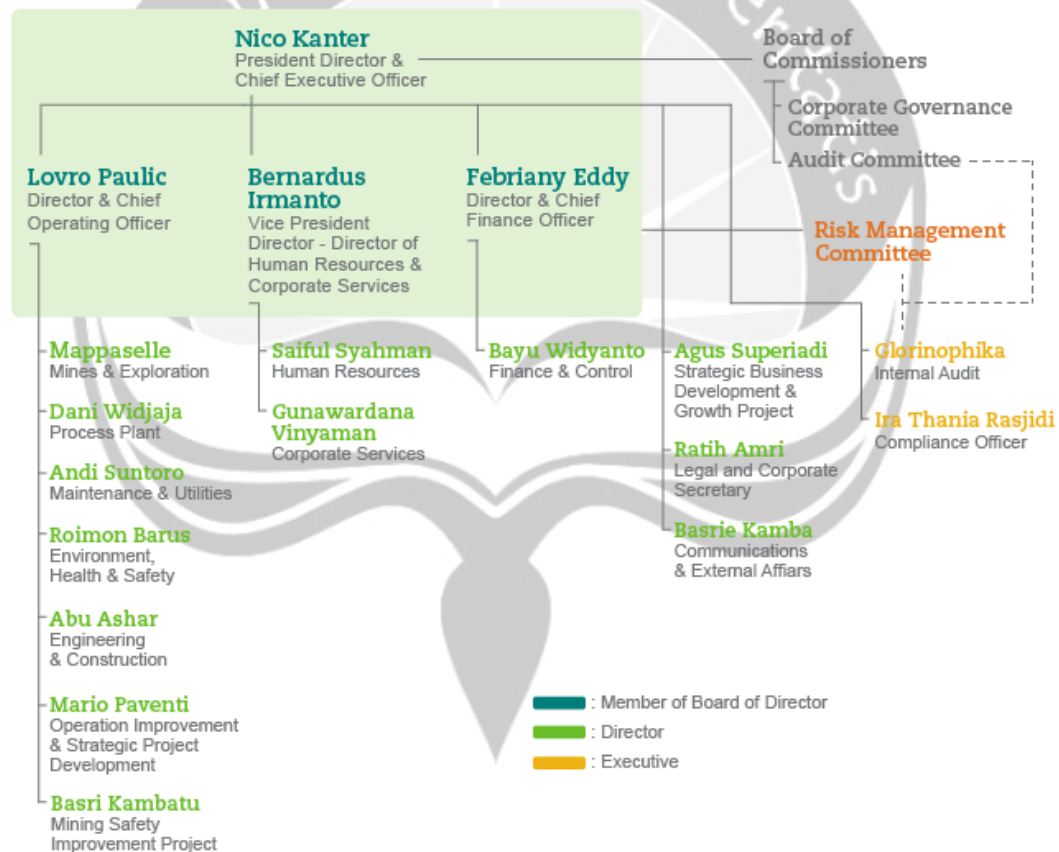 Nico Kanter
President Director &
Chief Executive Officer
Board of
Commissioners
Corporate Governance
Committee
Audit Committee
Risk Management
Committee
Lovro Paulic
Director & Chief
Operating Officer
Bernardus
Irmanto
Vice President
Director - Director of
Human Resources &
Corporate Services
Febriany Eddy
Director & Chief
Finance Officer
Mappaselle
Mines & Exploration
Dani Widjaja
Process Plant
Andi Suntoro
Maintenance & Utilities
Roimon Barus
Environment,
Health & Safety
Abu Ashar
Engineering
& Construction
Mario Paventi
Operation Improvement
& Strategic Project
Development
Basri Kambatu
Mining Safety
Improvement Project
Saiful Syahman
Human Resources
Gunawardana
Vinyaman
Corporate Services
Bayu Widyanto
Finance & Control
Agus Superiadi
Strategic Business
Development &
Growth Project
Ratih Amri
Legal and Corporate
Secretary
Basrie Kamba
Communications
& External Affiars
Glorinophika
Internal Audit
Ira Thania Rasjidi
Compliance Officer
: Member of Board of Director
: Director
: Executive